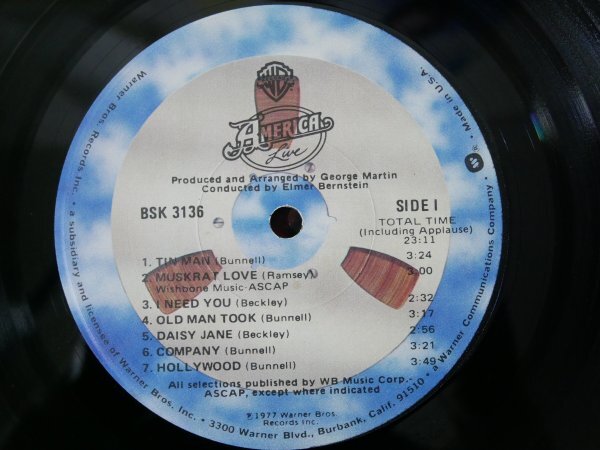 WB
AMERICA
Live
Produced and Arranged by George Martin
Conducted by Elmer Bernstein
BSK 3136
SIDE I
TOTAL TIME
(Including Applause)
23:11
1. TIN MAN (Bunnell) 3:24
2. MUSKRAT LOVE (Ramsey) 3:00
Wishbone Music-ASCAP
3. I NEED YOU (Beckley) 2:32
4. OLD MAN TOOK (Bunnell) 3:17
5. DAISY JANE (Beckley) 2:56
6. COMPANY (Bunnell) 3:21
7. HOLLYWOOD (Bunnell) 3:49
All selections published by WB Music Corp.-
ASCAP, except where indicated
℗ 1977 Warner Bros.
Records Inc.
Warner Bros. Records Inc. • a subsidiary and licensee of Warner Bros. Inc. • 3300 Warner Blvd., Burbank, Calif. 91510 • a Warner Communications Company • ® • Made in U.S.A.